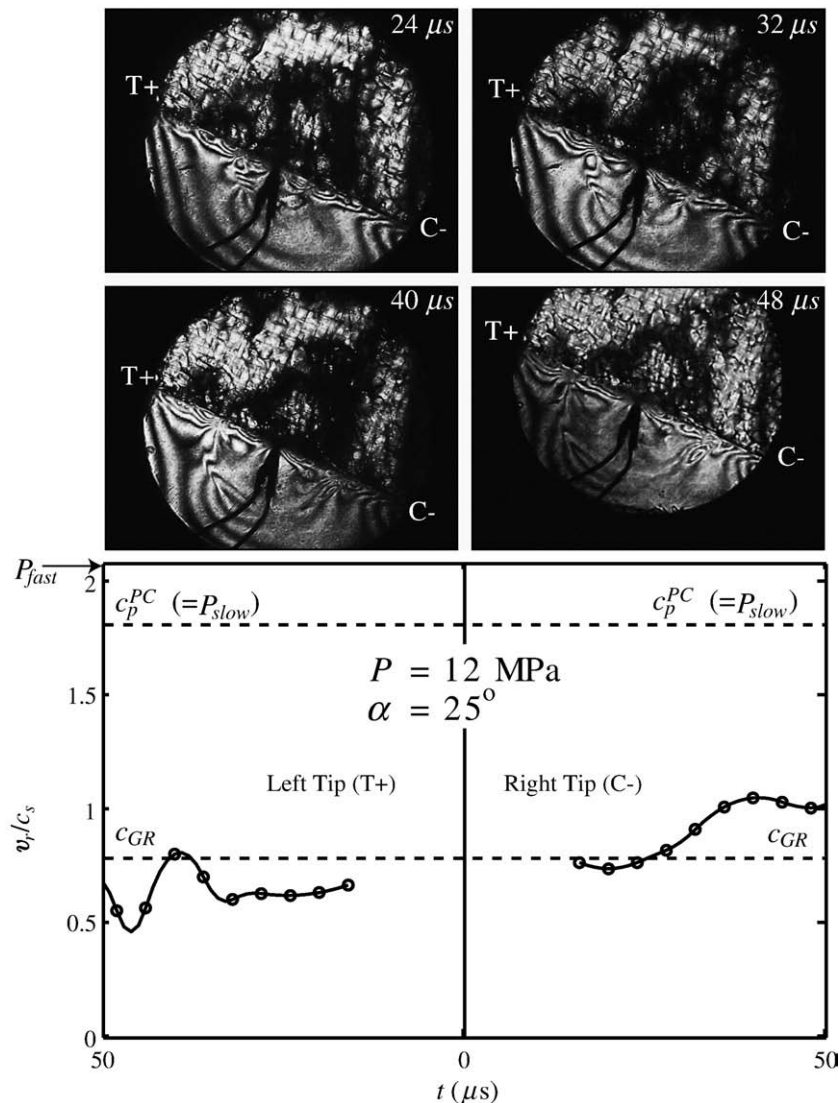 24 μs
32 μs
T+
T+
C-
C-
40 μs
48 μs
T+
T+
C-
C-
P_fast
2
c_p^PC (=P_slow)
c_p^PC (=P_slow)
P = 12 MPa
α = 25°
1.5
Left Tip (T+)
Right Tip (C-)
v_r/c_s
1
c_GR
c_GR
0.5
0
50
0
50
t (μs)